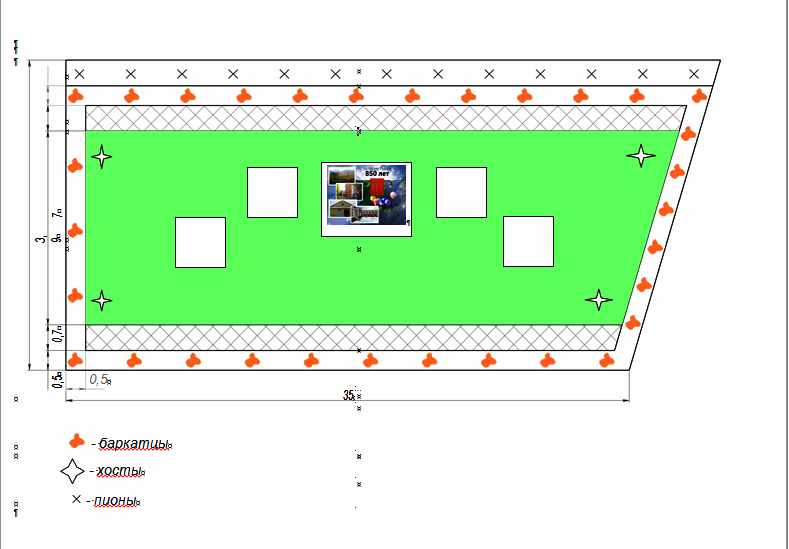 850 лет
3,
9
7
0,7
0,5
0,5
35
- баркатцы
- хосты
- пионы